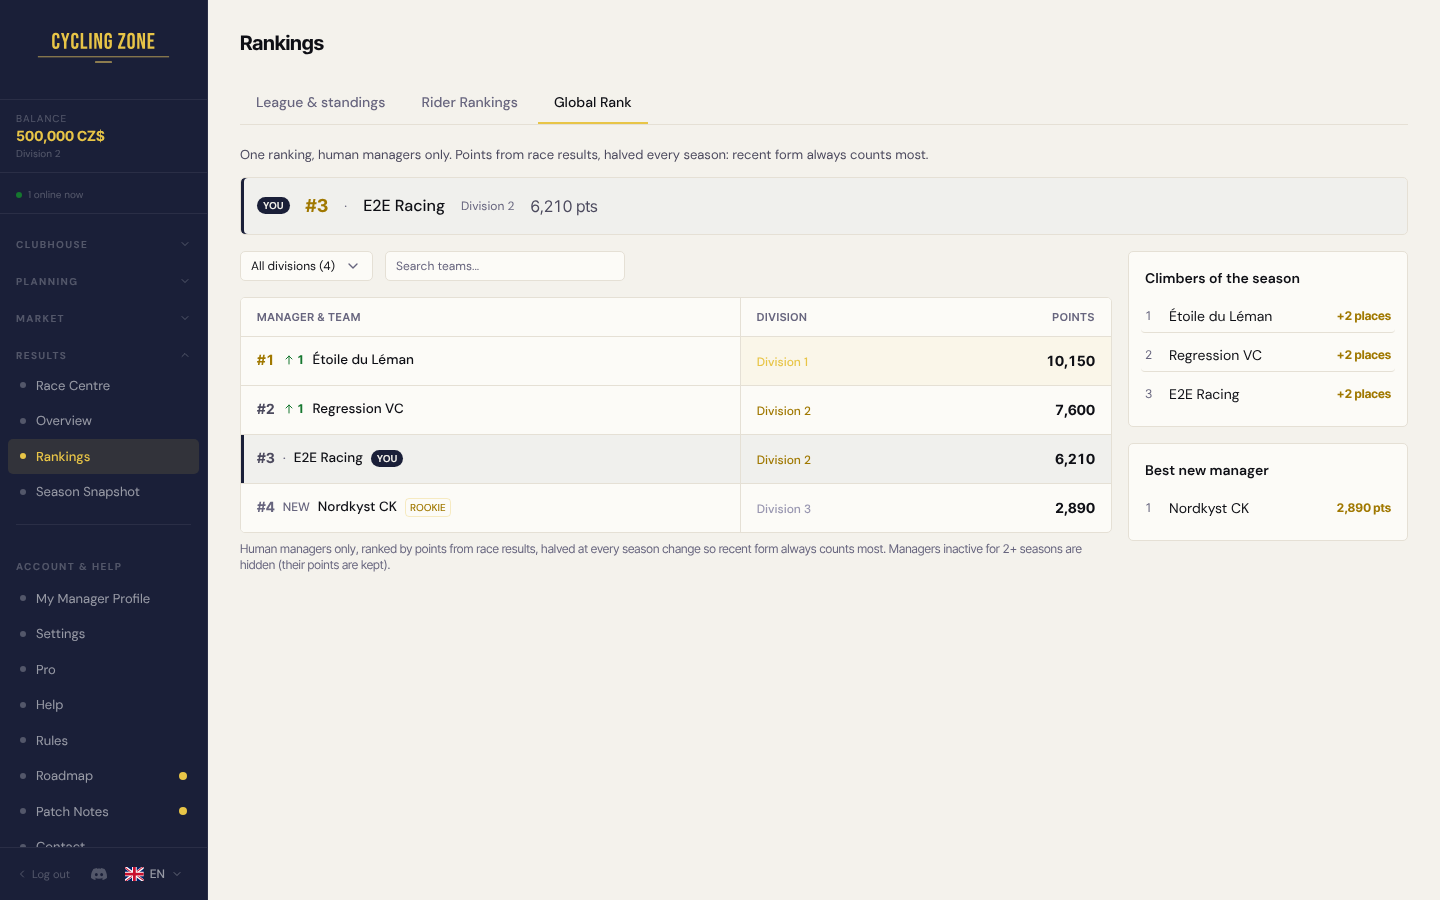 CYCLING ZONE
BALANCE
500,000 CZ$
Division 2
1 online now
CLUBHOUSE
PLANNING
MARKET
RESULTS
Race Centre
Overview
Rankings
Season Snapshot
ACCOUNT & HELP
My Manager Profile
Settings
Pro
Help
Rules
Roadmap
Patch Notes
Contact
Log out
EN
Rankings
League & standings
Rider Rankings
Global Rank
One ranking, human managers only. Points from race results, halved every season: recent form always counts most.
YOU #3 · E2E Racing Division 2 6,210 pts
All divisions (4)
Search teams…
MANAGER & TEAM DIVISION POINTS
#1 ↑ 1 Étoile du Léman Division 1 10,150
#2 ↑ 1 Regression VC Division 2 7,600
#3 · E2E Racing YOU Division 2 6,210
#4 NEW Nordkyst CK ROOKIE Division 3 2,890
Human managers only, ranked by points from race results, halved at every season change so recent form always counts most. Managers inactive for 2+ seasons are
hidden (their points are kept).
Climbers of the season
1 Étoile du Léman +2 places
2 Regression VC +2 places
3 E2E Racing +2 places
Best new manager
1 Nordkyst CK 2,890 pts